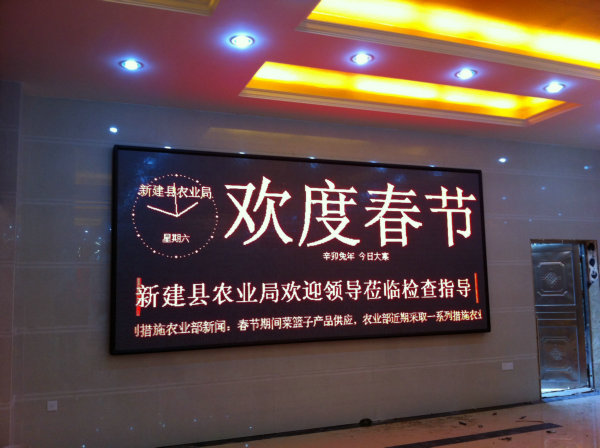 新建县农业局
星期六
欢度春节
辛卯兔年 今日大寒
新建县农业局欢迎领导莅临检查指导
措施农业部新闻：春节期间菜篮子产品供应，农业部近期采取一系列措施农业